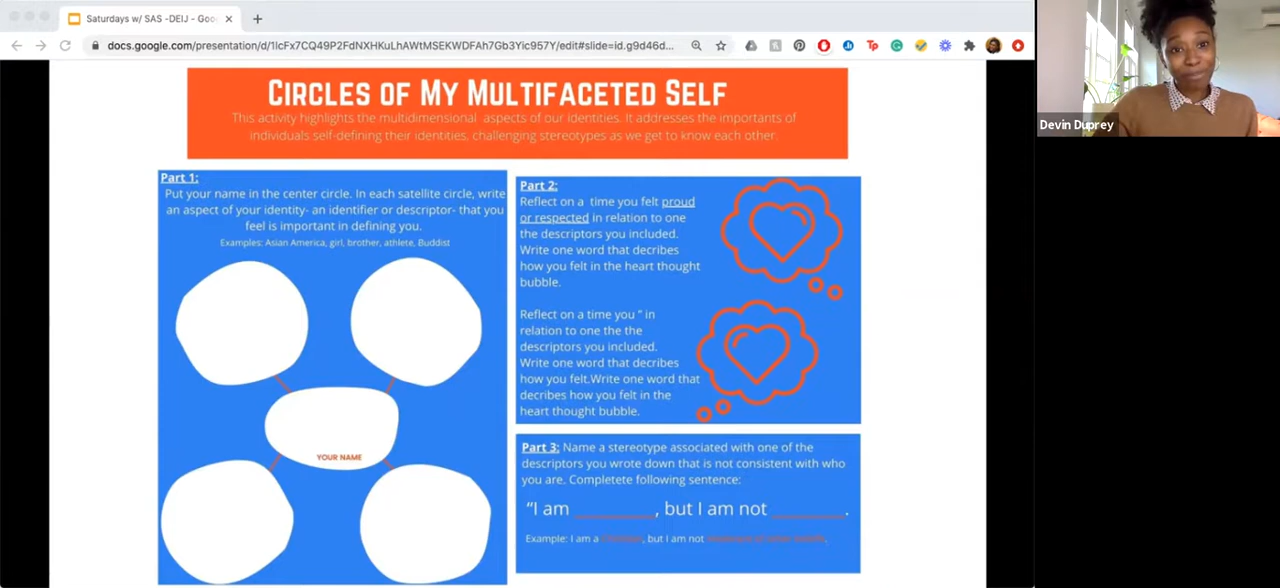 Saturdays w/ SAS -DEIJ - Goo
docs.google.com/presentation/d/1IcFx7CQ49P2FdNXHKuLhAWtMSEKWDFAh7Gb3Yic957Y/edit#slide=id.g9d46d...
Devin Duprey
CIRCLES OF MY MULTIFACETED SELF
This activity highlights the multidimensional aspects of our identities. It addresses the importants of
individuals self-defining their identities, challenging stereotypes as we get to know each other.
Part 1:
Put your name in the center circle. In each satellite circle, write
an aspect of your identity- an identifier or descriptor- that you
feel is important in defining you.
Examples: Asian America, girl, brother, athlete, Buddist
YOUR NAME
Part 2:
Reflect on a time you felt proud
or respected in relation to one
the descriptors you included.
Write one word that decribes
how you felt in the heart thought
bubble.
Reflect on a time you " in
relation to one the the
descriptors you included.
Write one word that decribes
how you felt.Write one word that
decribes how you felt in the
heart thought bubble.
Part 3: Name a stereotype associated with one of the
descriptors you wrote down that is not consistent with who
you are. Completete following sentence:
"I am ________, but I am not ________.
Example: I am a , but I am not .